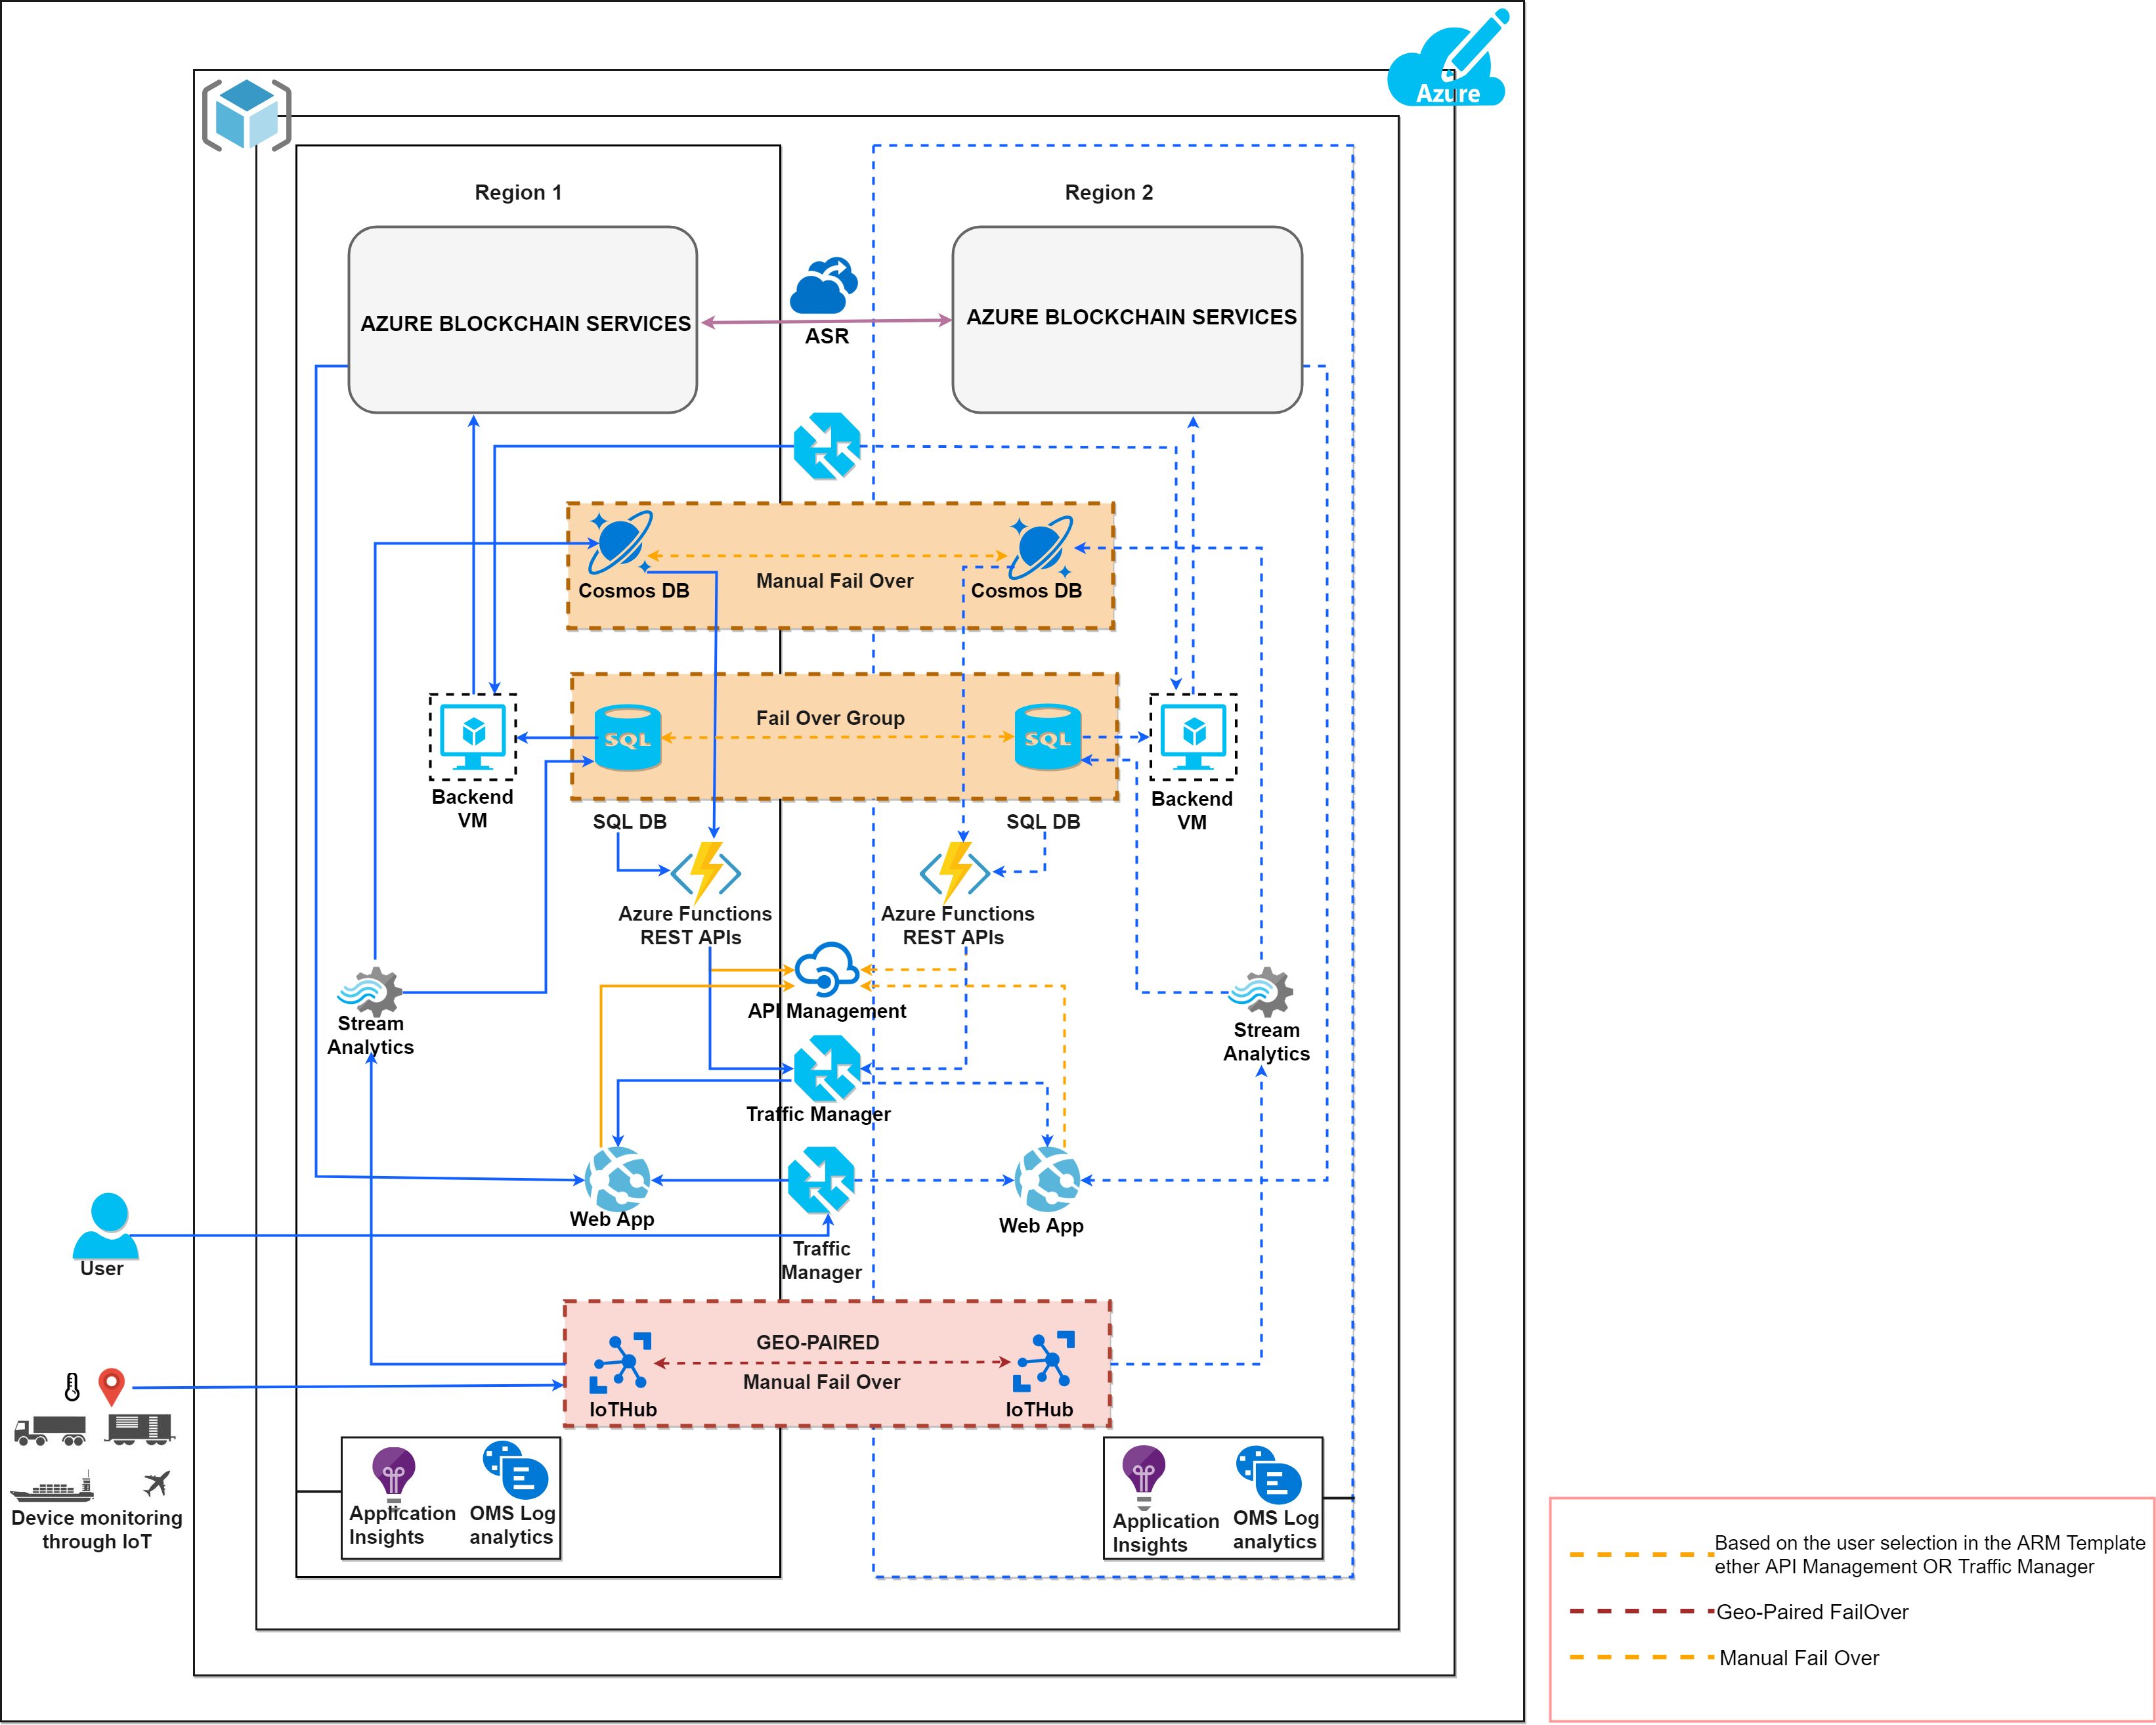 Azure
Region 1
Region 2
AZURE BLOCKCHAIN SERVICES
AZURE BLOCKCHAIN SERVICES
ASR
Cosmos DB
Manual Fail Over
Cosmos DB
Fail Over Group
SQL
SQL
Backend
VM
SQL DB
SQL DB
Backend
VM
Azure Functions
REST APIs
Azure Functions
REST APIs
API Management
Stream
Analytics
Stream
Analytics
Traffic Manager
Web App
Web App
User
Traffic
Manager
GEO-PAIRED
Manual Fail Over
IoTHub
IoTHub
Device monitoring
through IoT
Application
Insights
OMS Log
analytics
Application
Insights
OMS Log
analytics
Based on the user selection in the ARM Template
ether API Management OR Traffic Manager
Geo-Paired FailOver
Manual Fail Over